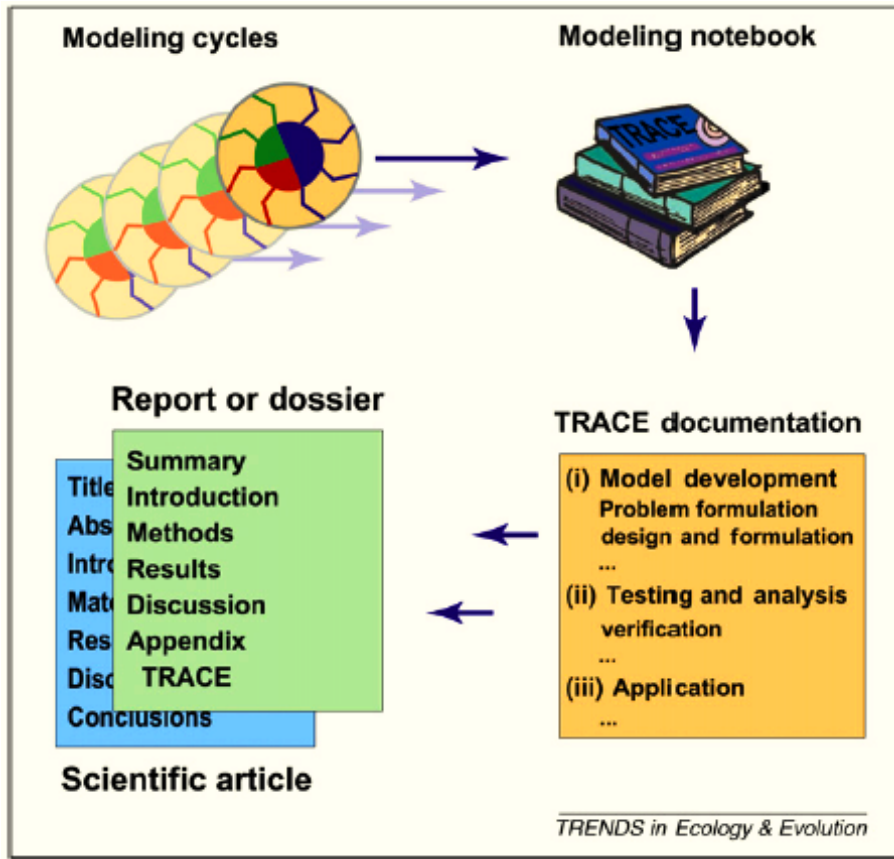 Modeling cycles
Modeling notebook
TRACE
Report or dossier
Summary
Introduction
Methods
Results
Discussion
Appendix
TRACE
Title
Abs
Intro
Mate
Res
Disc
Conclusions
Scientific article
TRACE documentation
(i) Model development
Problem formulation
design and formulation
...
(ii) Testing and analysis
verification
...
(iii) Application
...
TRENDS in Ecology & Evolution